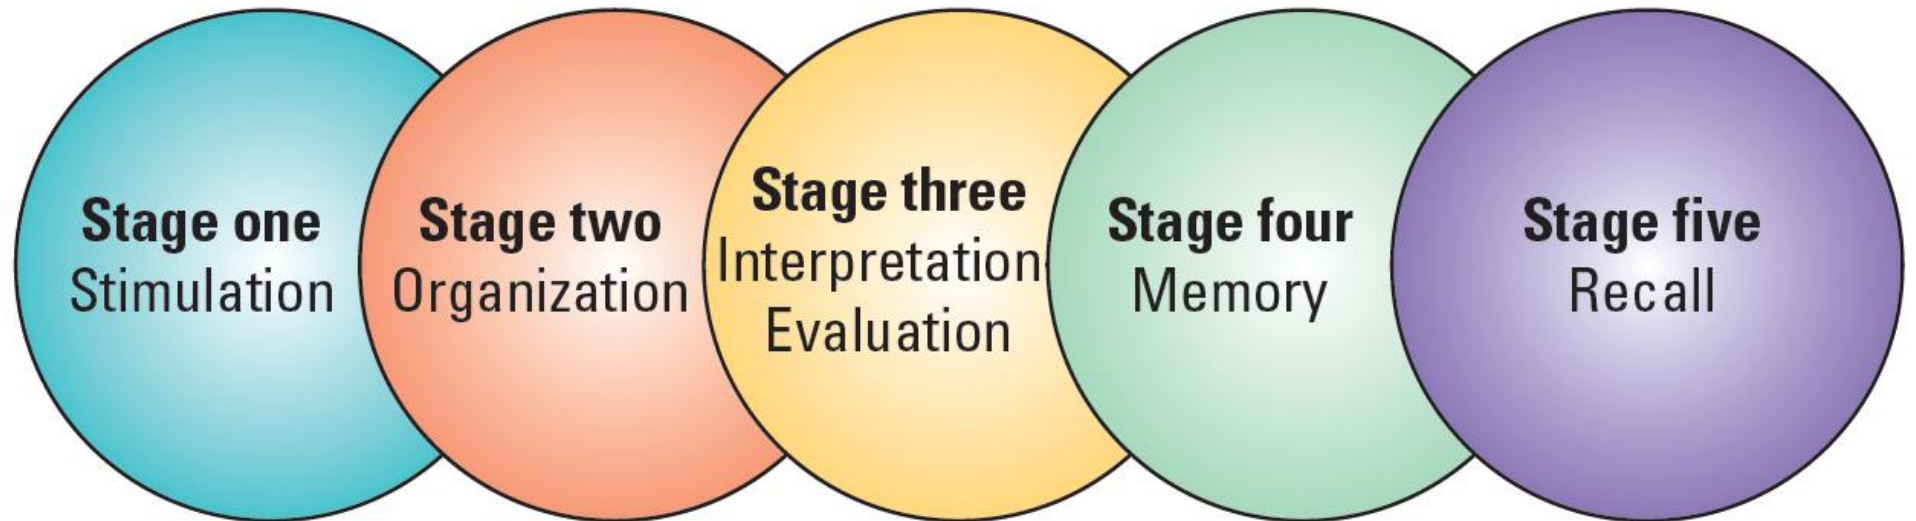 Stage one
Stimulation
Stage two
Organization
Stage three
Interpretation-
Evaluation
Stage four
Memory
Stage five
Recall